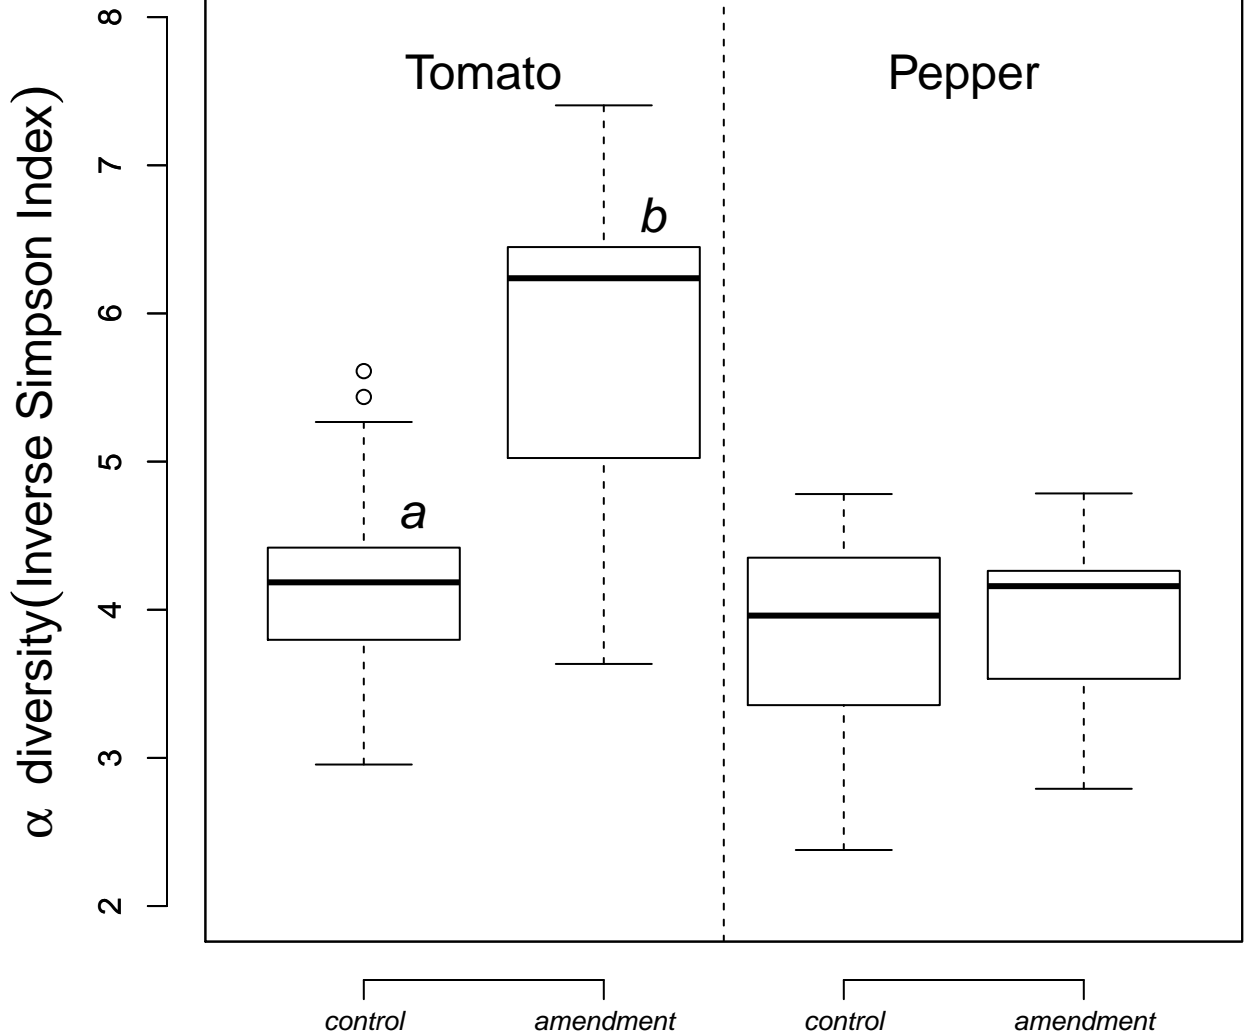 α diversity(Inverse Simpson Index)
8
7
6
5
4
3
2
Tomato
Pepper
a
b
control
amendment
control
amendment